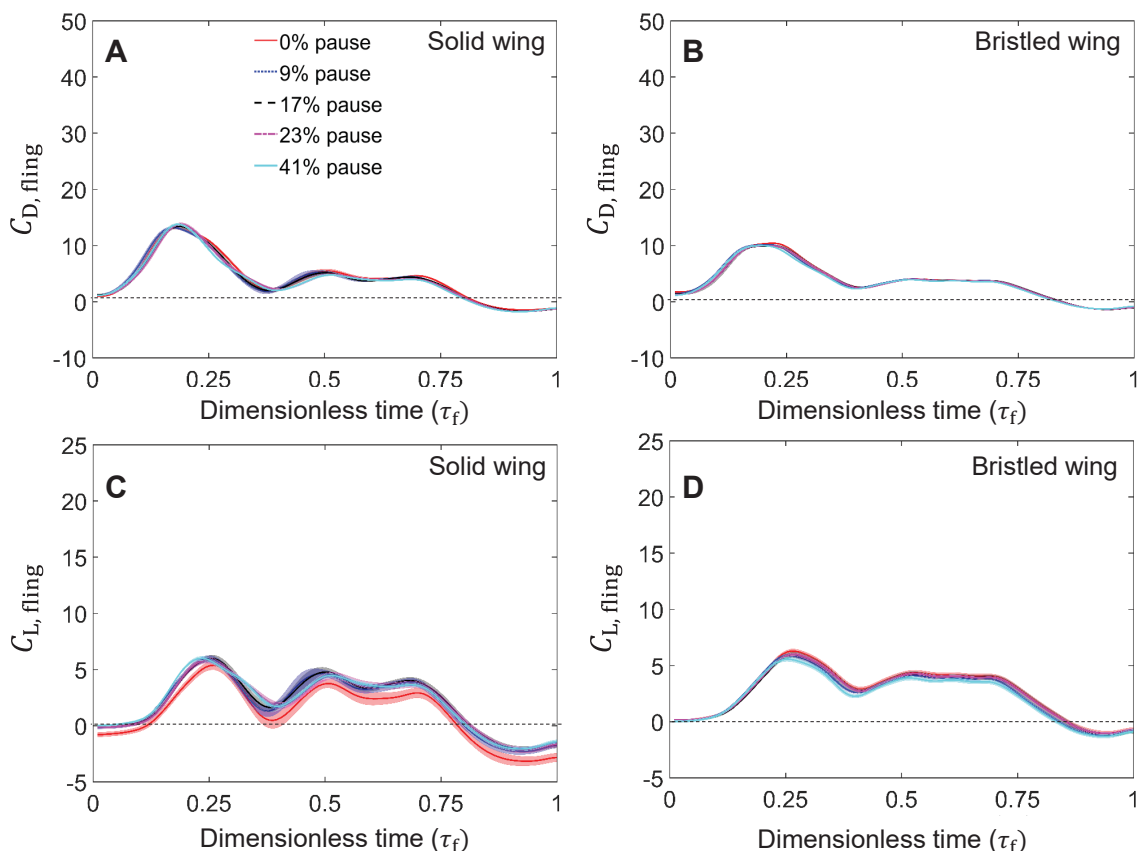 A
Solid wing
0% pause
9% pause
17% pause
23% pause
41% pause
50
40
30
20
10
0
-10
C_D, fling
0 0.25 0.5 0.75 1
Dimensionless time (τ_f)
B
Bristled wing
50
40
30
20
10
0
-10
C_D, fling
0 0.25 0.5 0.75 1
Dimensionless time (τ_f)
C
Solid wing
25
20
15
10
5
0
-5
C_L, fling
0 0.25 0.5 0.75 1
Dimensionless time (τ_f)
D
Bristled wing
25
20
15
10
5
0
-5
C_L, fling
0 0.25 0.5 0.75 1
Dimensionless time (τ_f)